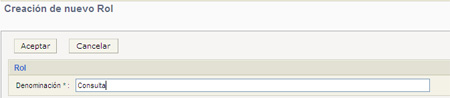 Creación de nuevo Rol
Aceptar Cancelar
Rol
Denominación * : Consulta